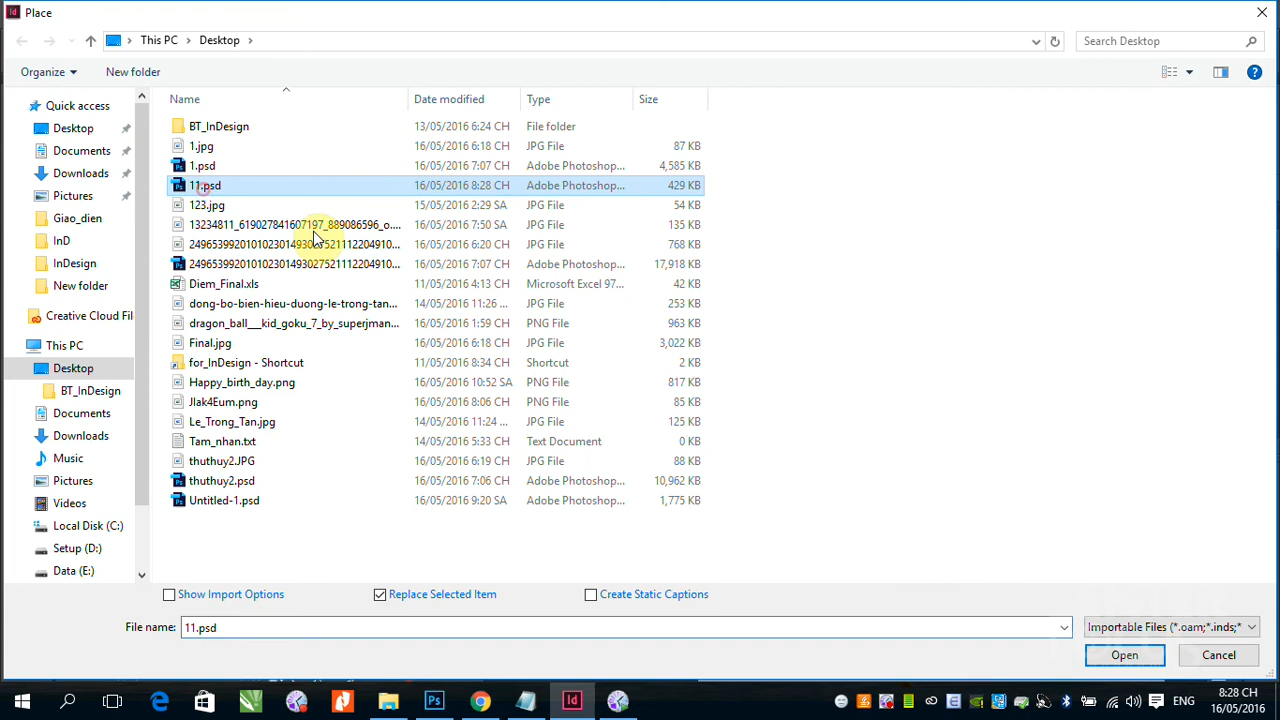 Place
This PC
Desktop
Search Desktop
Organize
New folder
Name
Date modified
Type
Size
Quick access
Desktop
Documents
Downloads
Pictures
Giao_dien
InD
InDesign
New folder
Creative Cloud Fil
This PC
Desktop
BT_InDesign
Documents
Downloads
Music
Pictures
Videos
Local Disk (C:)
Setup (D:)
Data (E:)
BT_InDesign 13/05/2016 6:24 CH File folder
1.jpg 16/05/2016 6:18 CH JPG File 87 KB
1.psd 16/05/2016 7:07 CH Adobe Photoshop... 4,585 KB
11.psd 16/05/2016 8:28 CH Adobe Photoshop... 429 KB
123.jpg 15/05/2016 2:29 SA JPG File 54 KB
13234811_619027841607197_889086596_o.... 16/05/2016 7:50 SA JPG File 135 KB
16/05/2016 6:20 CH JPG File 768 KB
16/05/2016 7:07 CH Adobe Photoshop... 17,918 KB
Diem_Final.xls 11/05/2016 4:13 CH Microsoft Excel 97... 42 KB
dong-bo-bien-hieu-duong-le-trong-tan... 14/05/2016 11:26 ... JPG File 253 KB
dragon_ball___kid_goku_7_by_superjman... 16/05/2016 1:59 CH PNG File 963 KB
Final.jpg 16/05/2016 6:37 CH JPG File 3,022 KB
for_InDesign - Shortcut 11/05/2016 8:34 CH Shortcut 2 KB
Happy_birth_day.png 16/05/2016 10:52 SA PNG File 817 KB
JIak4Eum.png 16/05/2016 8:06 CH PNG File 85 KB
Le_Trong_Tan.jpg 14/05/2016 11:24 ... JPG File 125 KB
Tam_nhan.txt 14/05/2016 5:33 CH Text Document 0 KB
thuthuy2.JPG 16/05/2016 6:19 CH JPG File 88 KB
thuthuy2.psd 16/05/2016 7:06 CH Adobe Photoshop... 10,962 KB
Untitled-1.psd 16/05/2016 9:20 SA Adobe Photoshop... 1,775 KB
Show Import Options
Replace Selected Item
Create Static Captions
File name: 11.psd
Importable Files (*.oam;*.inds;*
Open
Cancel
ENG
8:28 CH
16/05/2016